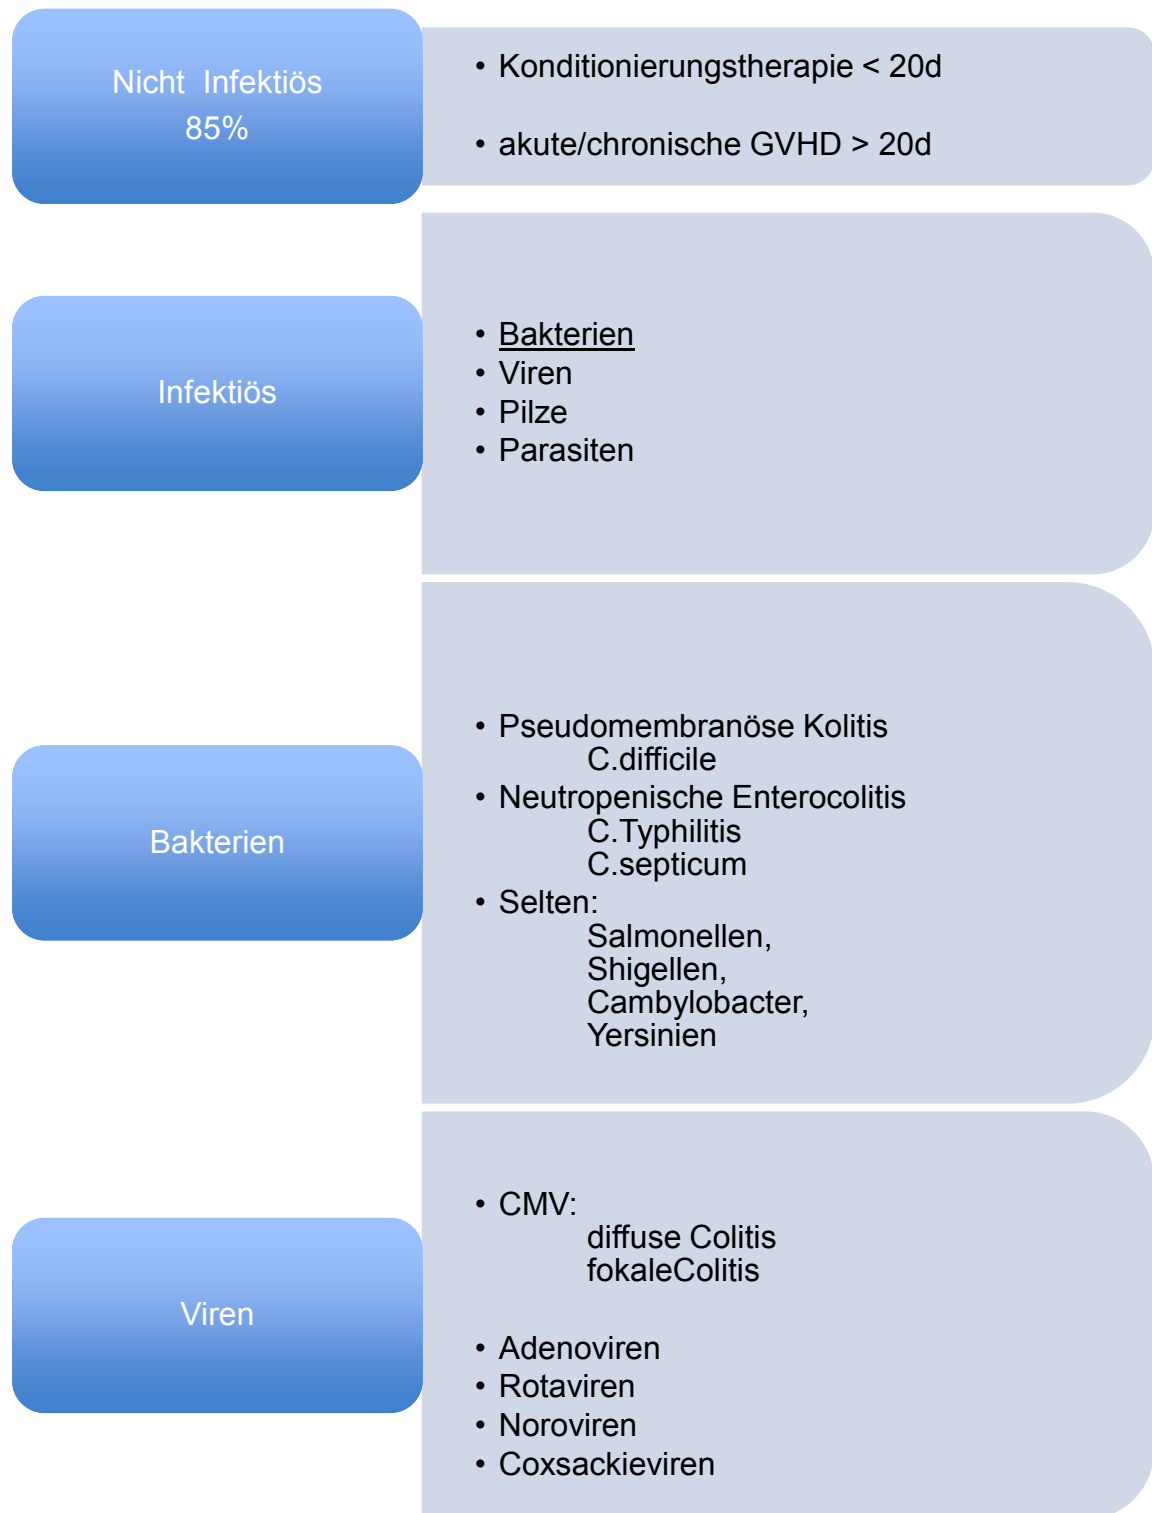 Nicht Infektiös
85%
• Konditionierungstherapie < 20d
• akute/chronische GVHD > 20d
Infektiös
• Bakterien
• Viren
• Pilze
• Parasiten
Bakterien
• Pseudomembranöse Kolitis
C.difficile
• Neutropenische Enterocolitis
C.Typhilitis
C.septicum
• Selten:
Salmonellen,
Shigellen,
Cambylobacter,
Yersinien
Viren
• CMV:
diffuse Colitis
fokaleColitis
• Adenoviren
• Rotaviren
• Noroviren
• Coxsackieviren